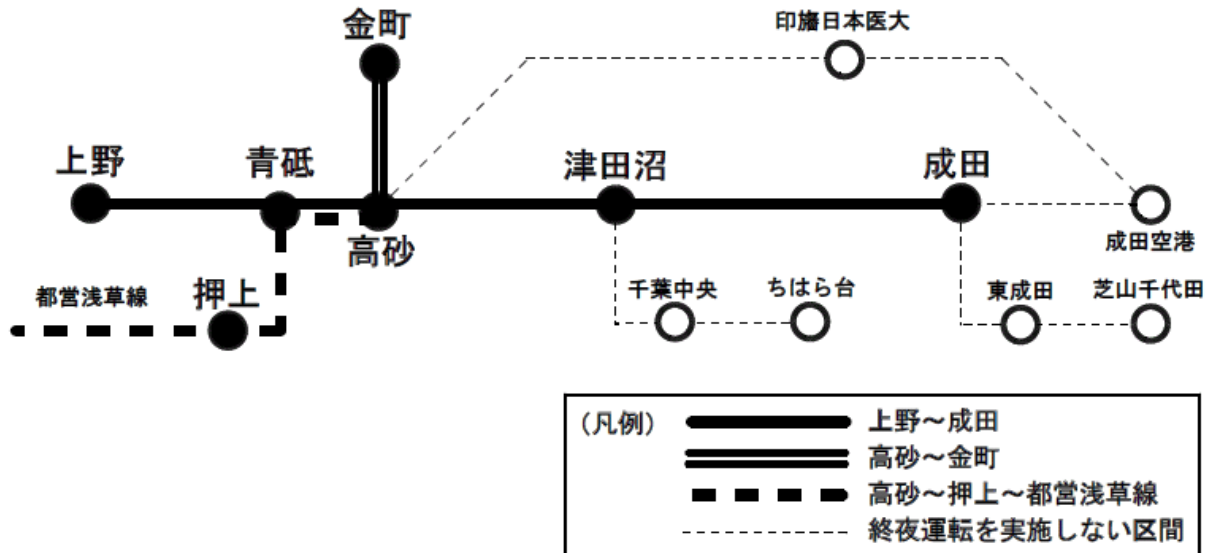 金町
印旛日本医大
上野
青砥
津田沼
成田
高砂
成田空港
都営浅草線
押上
千葉中央
ちはら台
東成田
芝山千代田
（凡例）
上野～成田
高砂～金町
高砂～押上～都営浅草線
終夜運転を実施しない区間